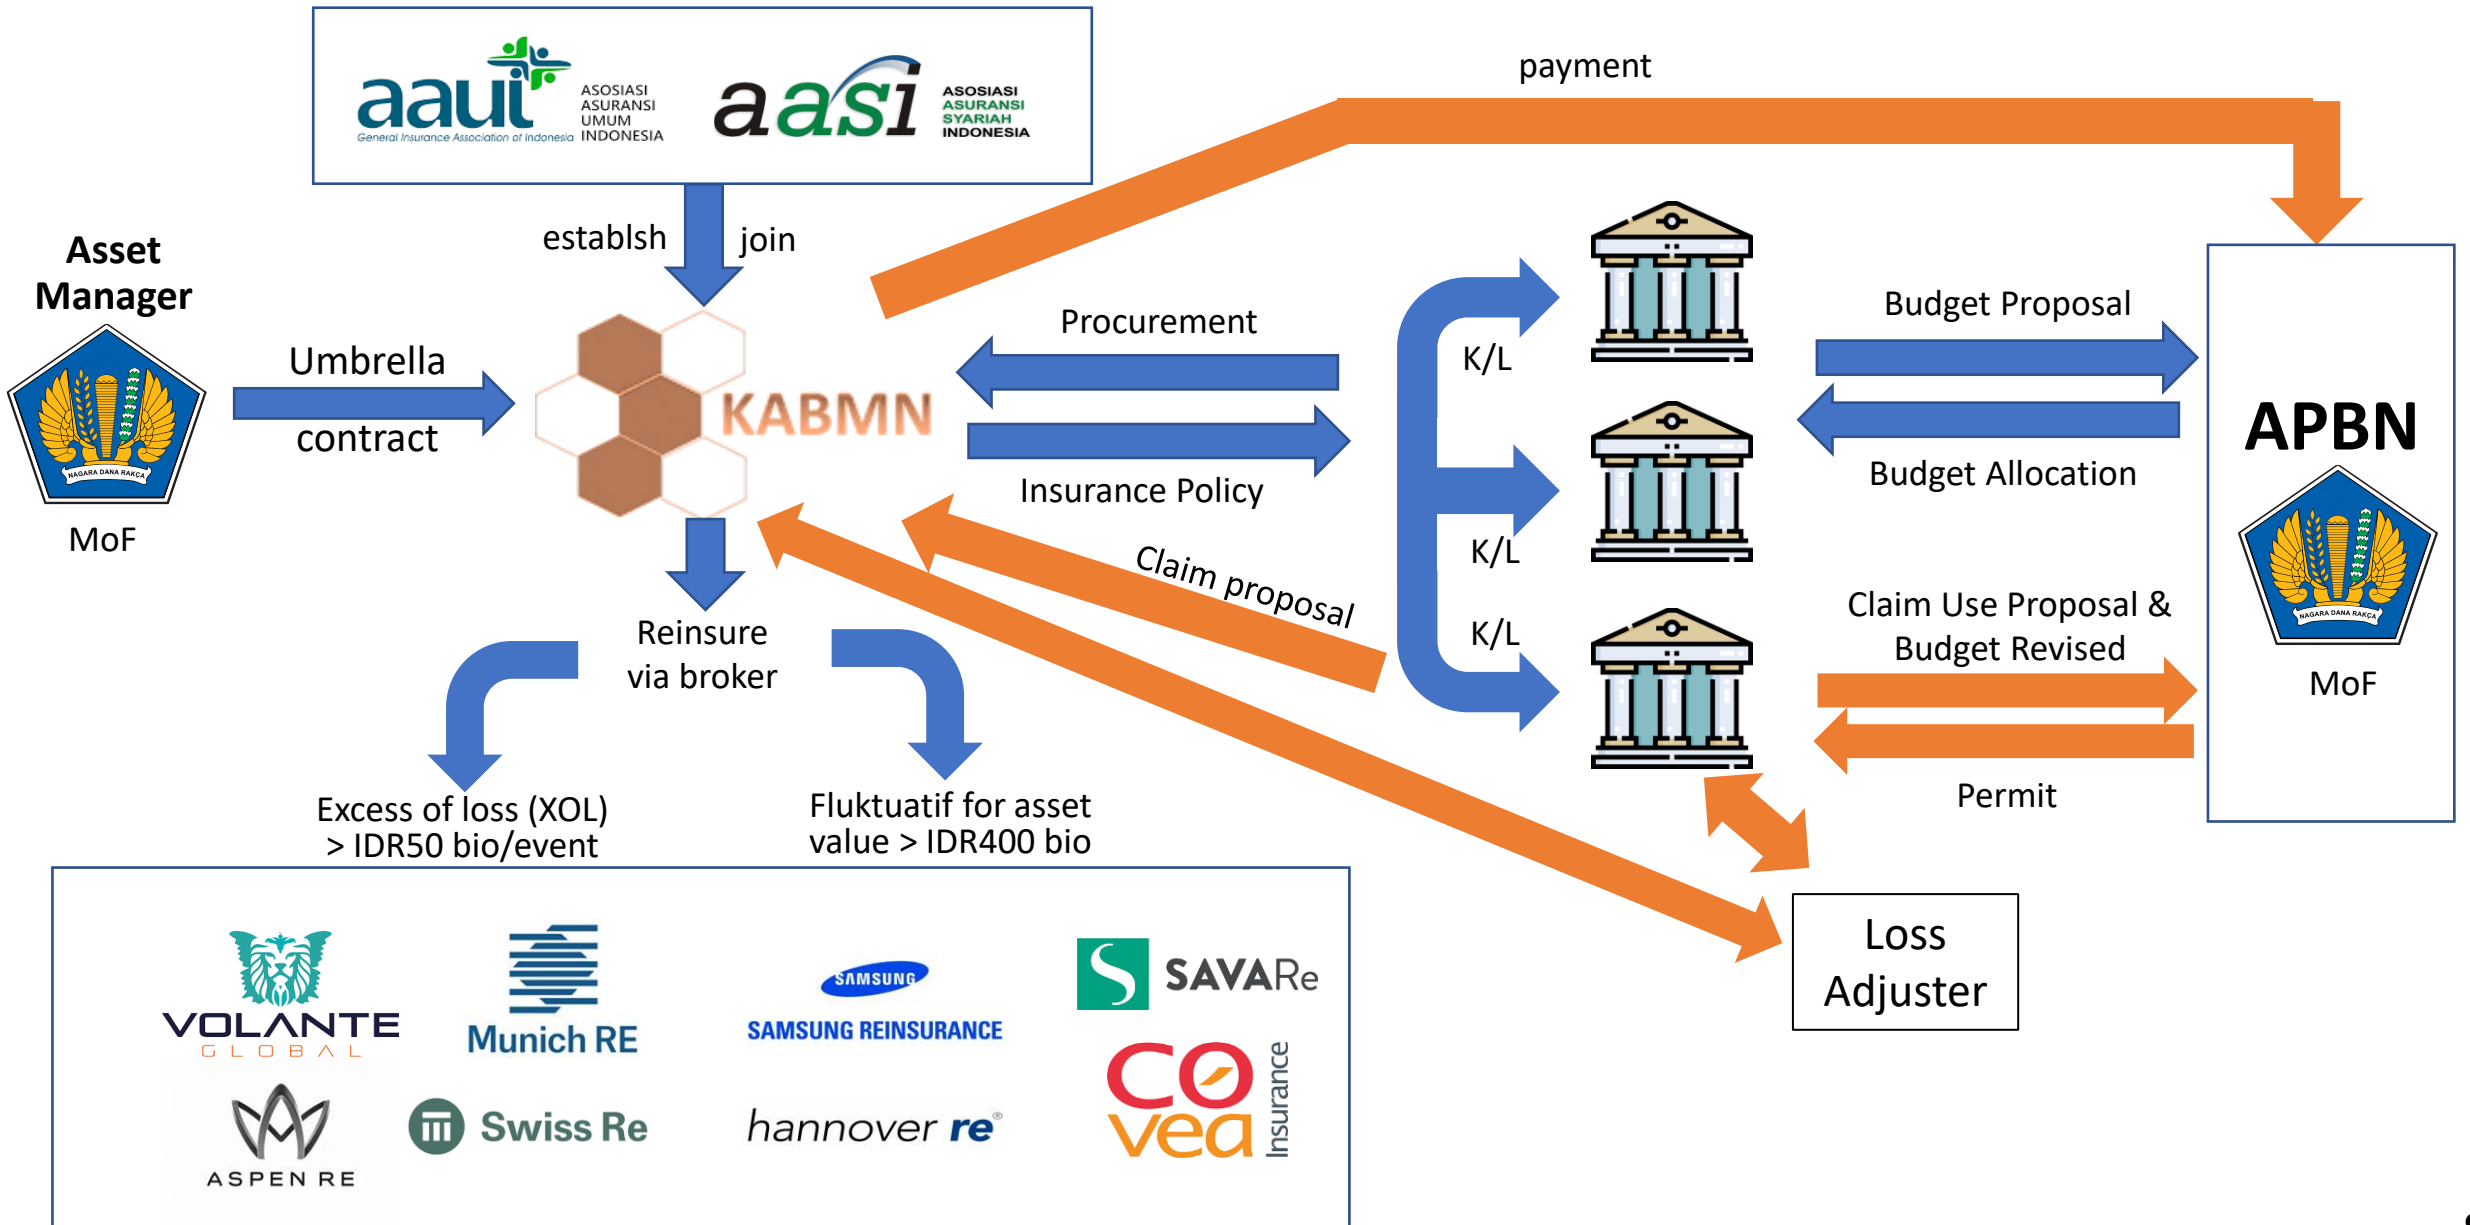 aaui
General Insurance Association of Indonesia
ASOSIASI
ASURANSI
UMUM
INDONESIA
aasi
ASOSIASI
ASURANSI
SYARIAH
INDONESIA
payment
establsh
join
Asset
Manager
NAGARA DANA RAKÇA
MoF
Umbrella
contract
KABMN
Procurement
Insurance Policy
K/L
K/L
K/L
Budget Proposal
Budget Allocation
APBN
NAGARA DANA RAKÇA
MoF
Claim proposal
Claim Use Proposal &
Budget Revised
Permit
Reinsure
via broker
Excess of loss (XOL)
> IDR50 bio/event
Fluktuatif for asset
value > IDR400 bio
Loss
Adjuster
VOLANTE
GLOBAL
Munich RE
SAMSUNG
SAMSUNG REINSURANCE
SAVARe
ASPEN RE
Swiss Re
hannover re®
COvea
Insurance